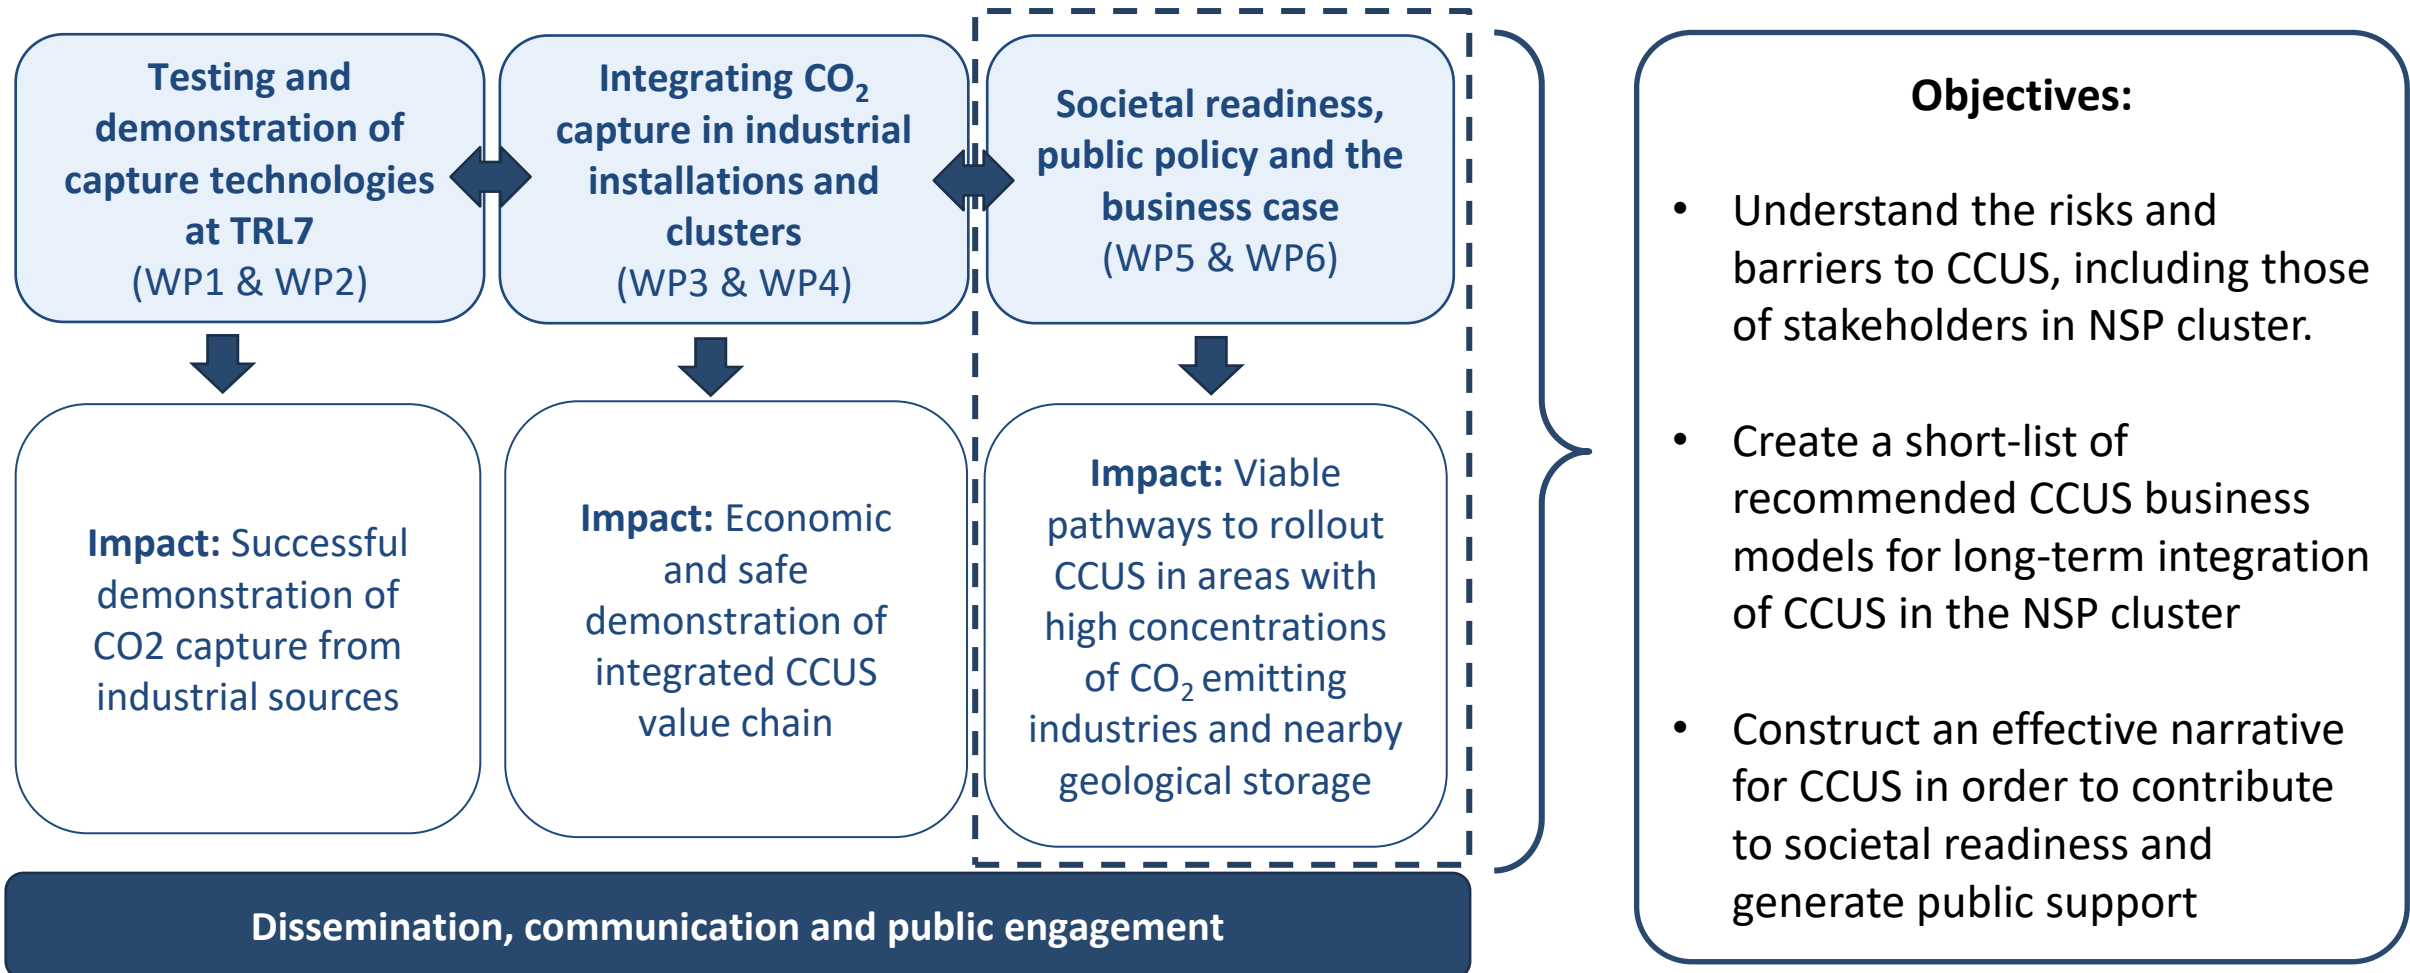 Testing and
demonstration of
capture technologies
at TRL7
(WP1 & WP2)
Integrating CO₂
capture in industrial
installations and
clusters
(WP3 & WP4)
Societal readiness,
public policy and the
business case
(WP5 & WP6)
Impact: Successful
demonstration of
CO2 capture from
industrial sources
Impact: Economic
and safe
demonstration of
integrated CCUS
value chain
Impact: Viable
pathways to rollout
CCUS in areas with
high concentrations
of CO₂ emitting
industries and nearby
geological storage
Dissemination, communication and public engagement
Objectives:
• Understand the risks and
barriers to CCUS, including those
of stakeholders in NSP cluster.
• Create a short-list of
recommended CCUS business
models for long-term integration
of CCUS in the NSP cluster
• Construct an effective narrative
for CCUS in order to contribute
to societal readiness and
generate public support